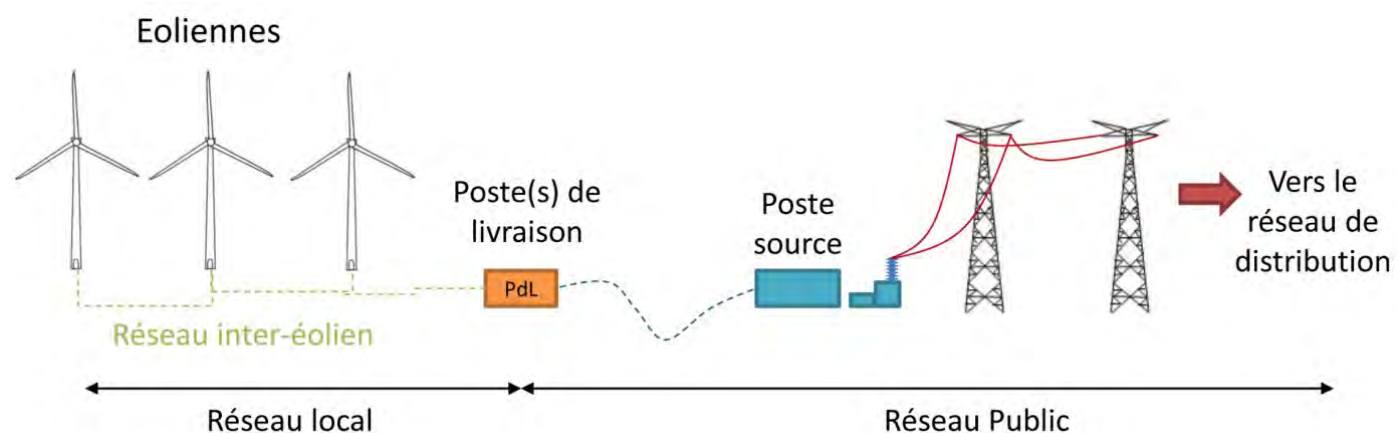 Eoliennes
Poste(s) de
livraison
Poste
source
Vers le
réseau de
distribution
PdL
Réseau inter-éolien
Réseau local
Réseau Public